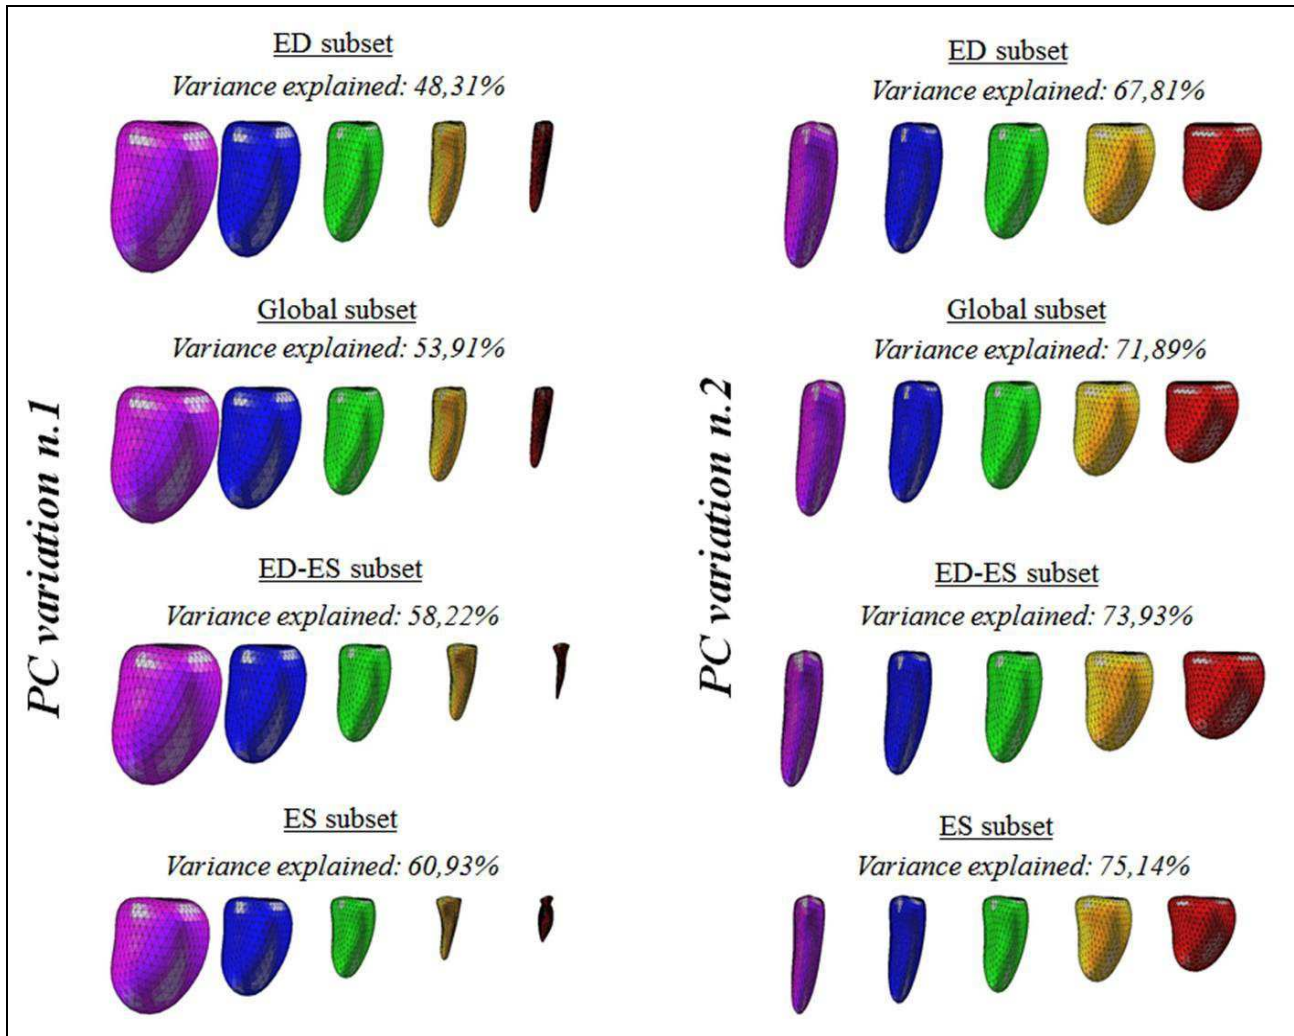 PC variation n.1
ED subset
Variance explained: 48,31%
Global subset
Variance explained: 53,91%
ED-ES subset
Variance explained: 58,22%
ES subset
Variance explained: 60,93%
PC variation n.2
ED subset
Variance explained: 67,81%
Global subset
Variance explained: 71,89%
ED-ES subset
Variance explained: 73,93%
ES subset
Variance explained: 75,14%